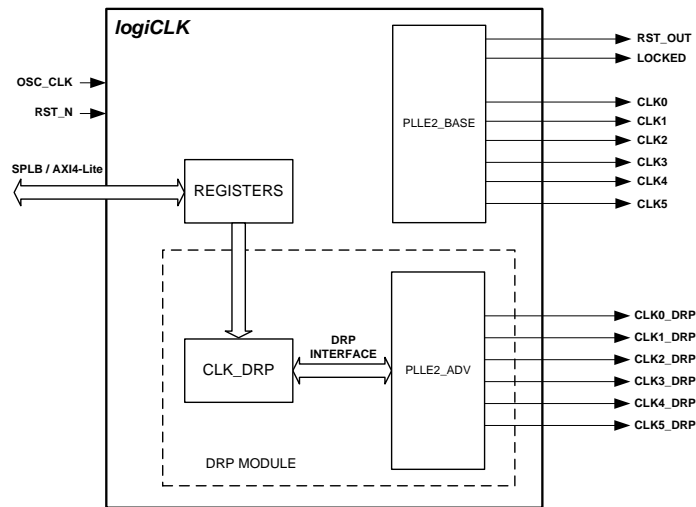 logiCLK
OSC_CLK
RST_N
SPLB / AXI4-Lite
REGISTERS
PLLE2_BASE
RST_OUT
LOCKED
CLK0
CLK1
CLK2
CLK3
CLK4
CLK5
CLK_DRP
DRP
INTERFACE
PLLE2_ADV
DRP MODULE
CLK0_DRP
CLK1_DRP
CLK2_DRP
CLK3_DRP
CLK4_DRP
CLK5_DRP